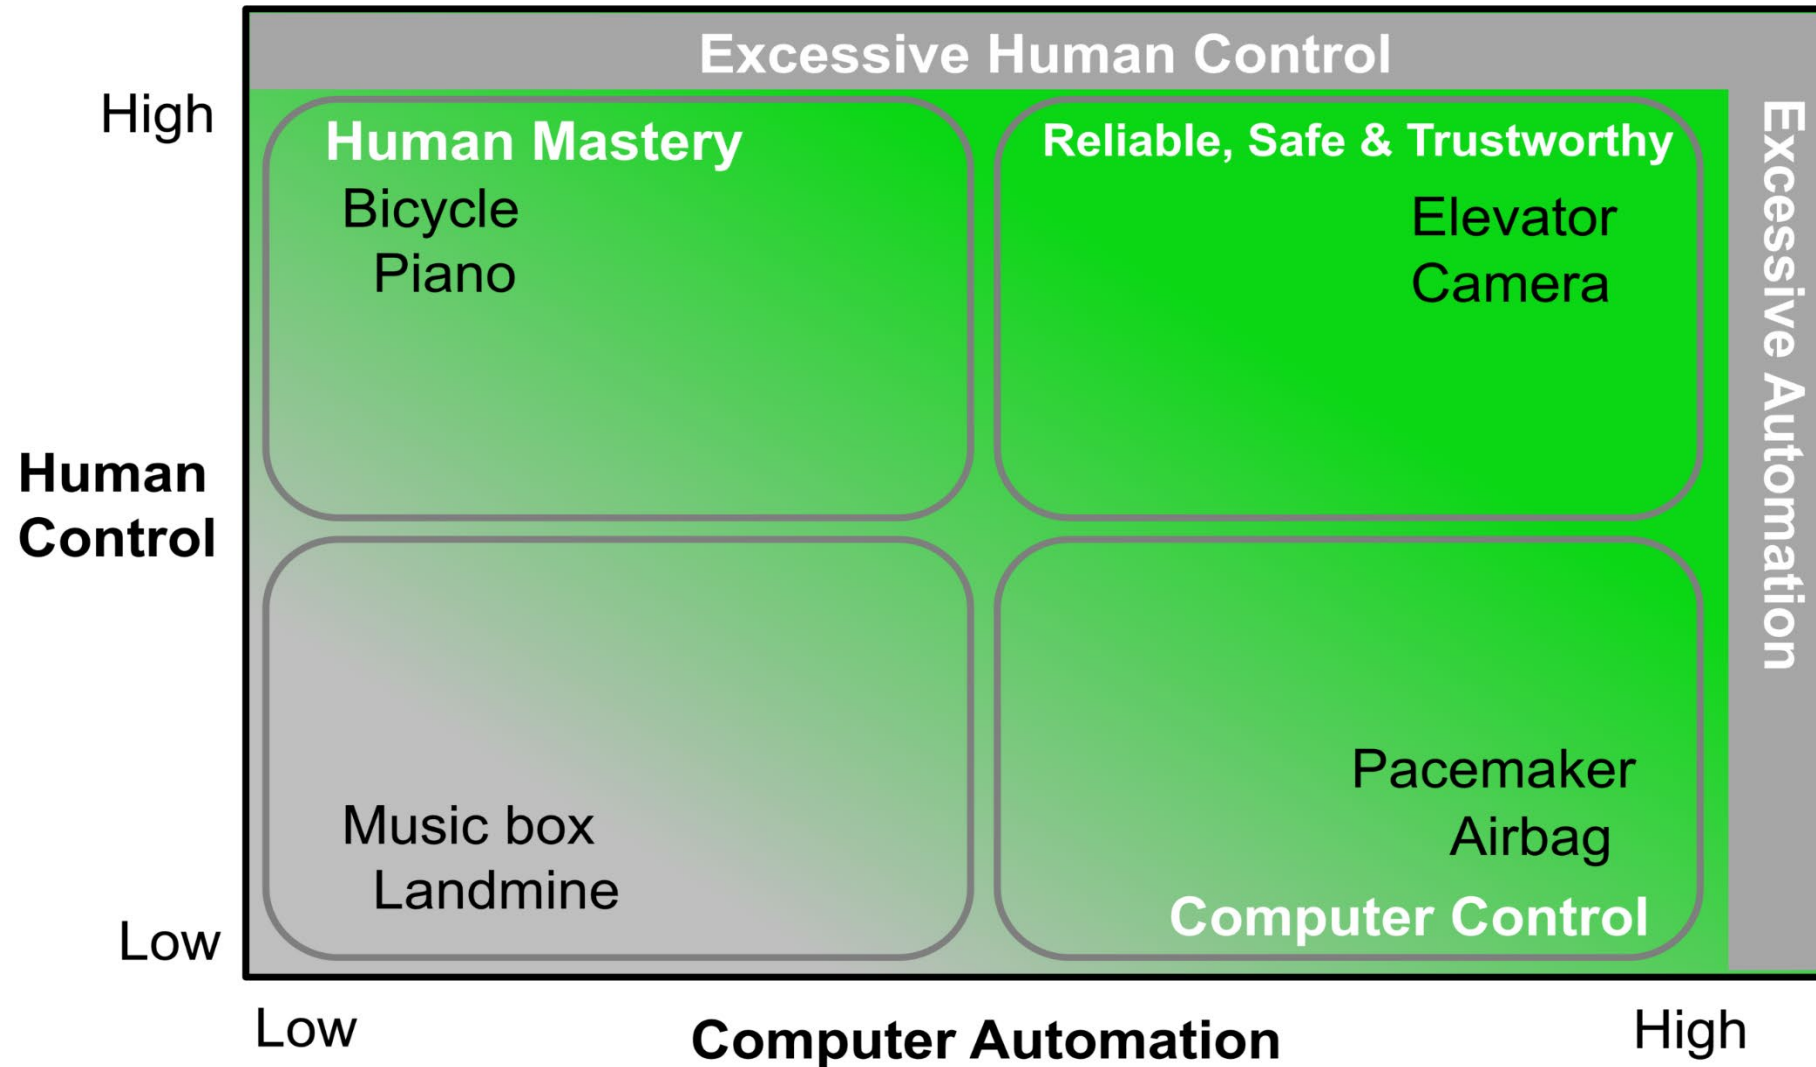 Excessive Human Control
High
Human Mastery
Bicycle
Piano
Reliable, Safe & Trustworthy
Elevator
Camera
Excessive Automation
Human
Control
Music box
Landmine
Pacemaker
Airbag
Computer Control
Low
Low
Computer Automation
High